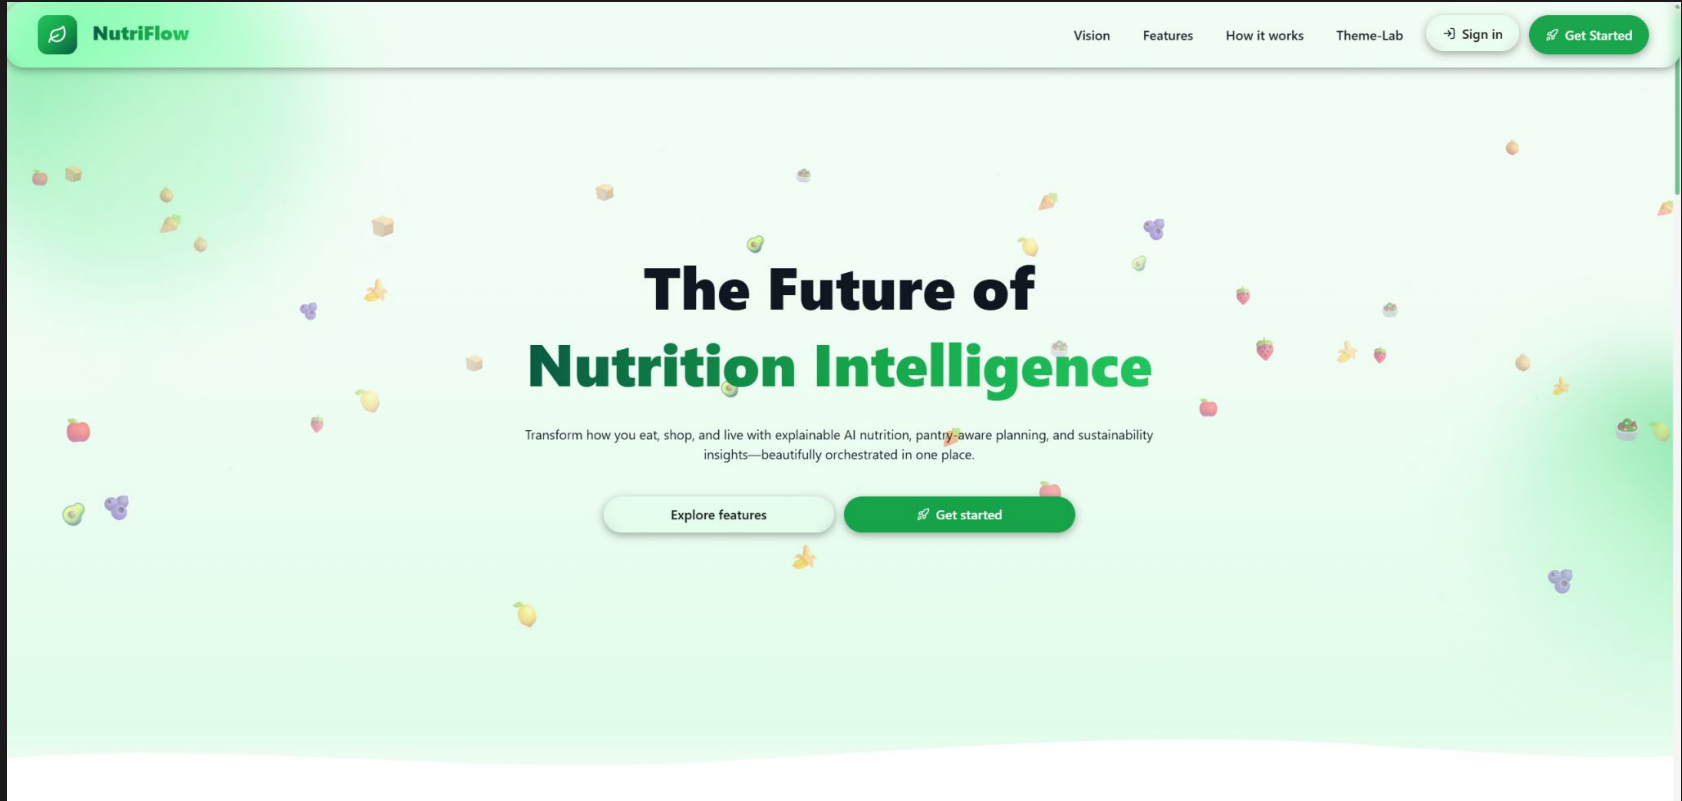 NutriFlow
Vision
Features
How it works
Theme-Lab
Sign in
Get Started
The Future of
Nutrition Intelligence
Transform how you eat, shop, and live with explainable AI nutrition, pantry-aware planning, and sustainability
insights—beautifully orchestrated in one place.
Explore features
Get started